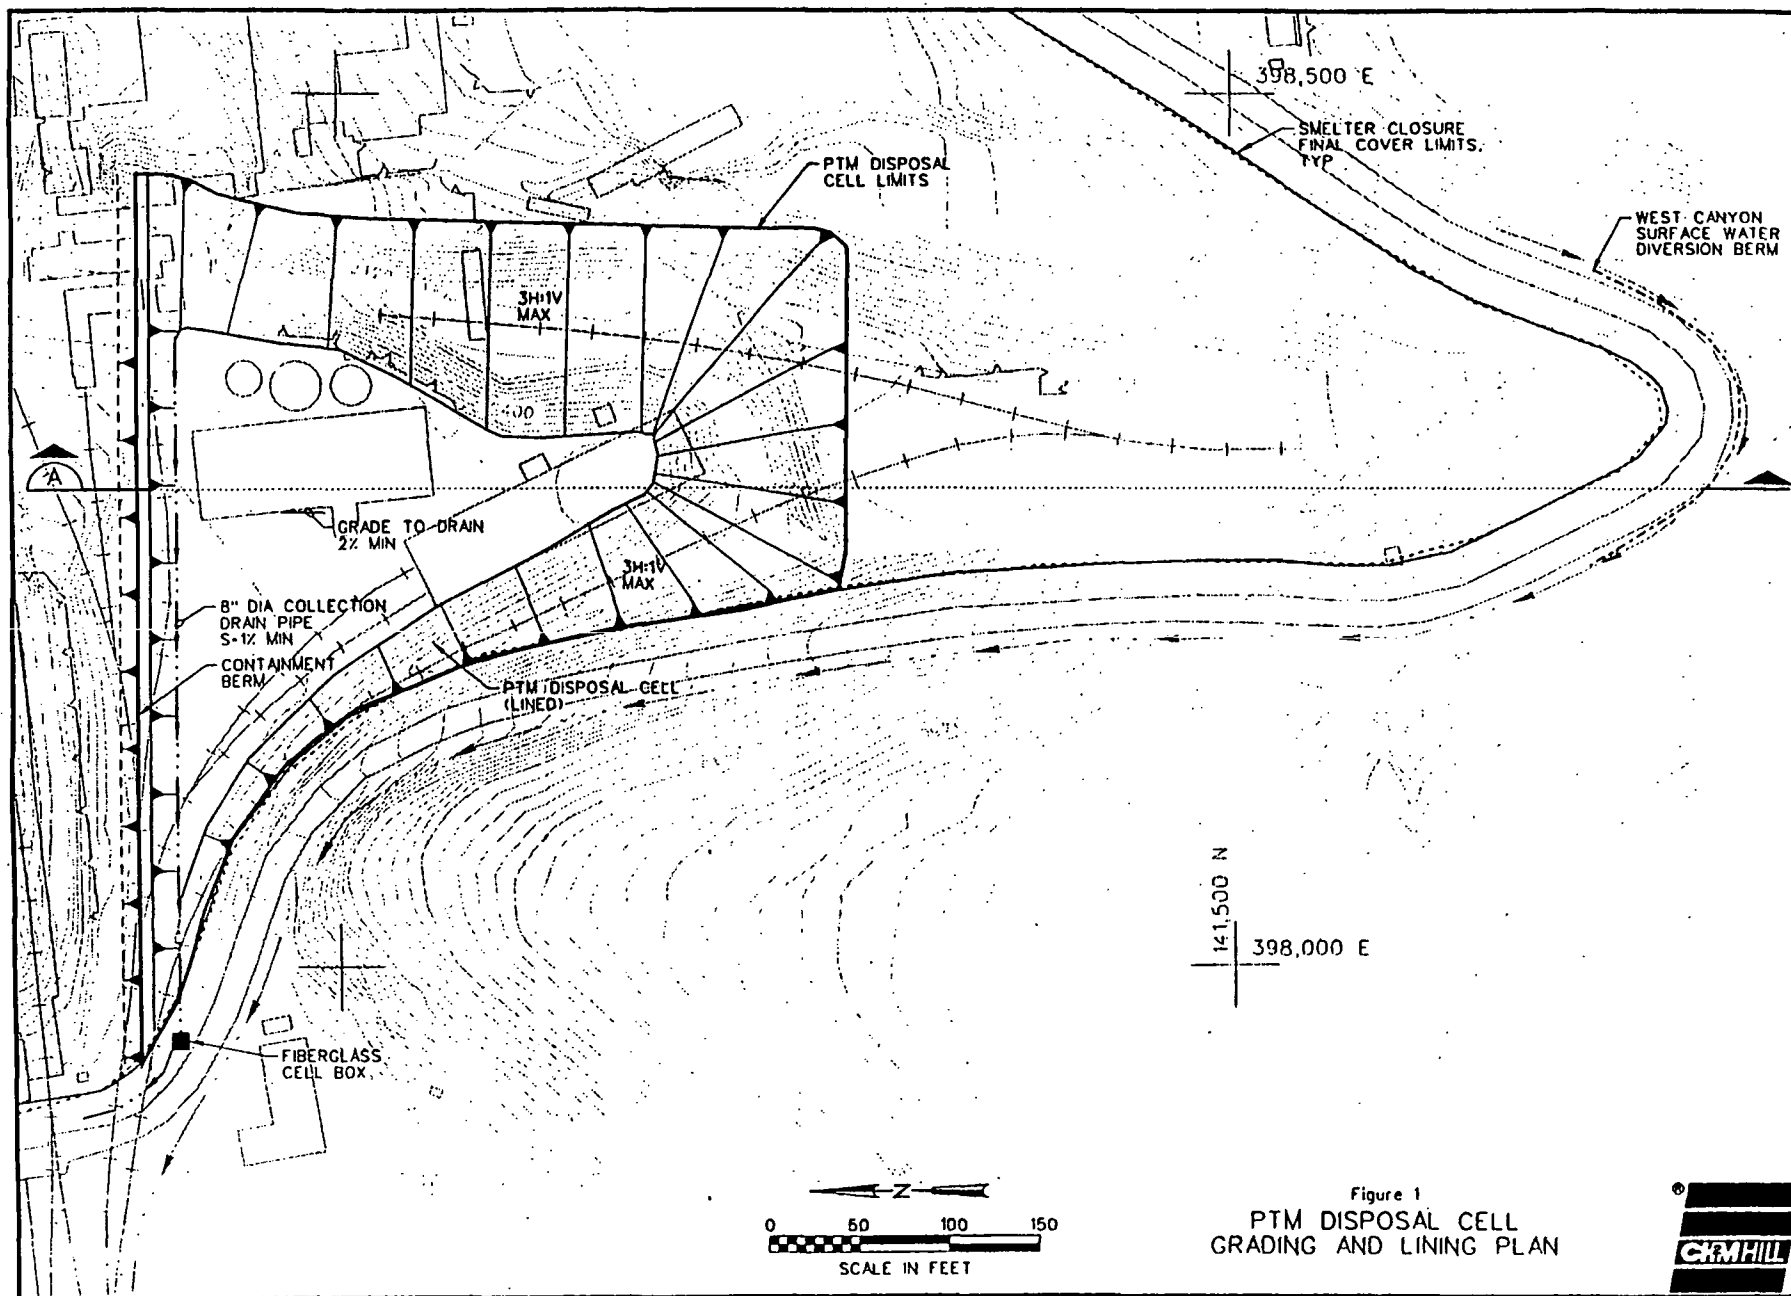 398,500 E
SMELTER CLOSURE
FINAL COVER LIMITS,
TYP
PTM DISPOSAL
CELL LIMITS
WEST CANYON
SURFACE WATER
DIVERSION BERM
3H:1V
MAX
400
A
GRADE TO DRAIN
2% MIN
3H:1V
MAX
8" DIA COLLECTION
DRAIN PIPE
S=1% MIN
CONTAINMENT
BERM
PTM DISPOSAL CELL
(LINED)
141,500 N
398,000 E
FIBERGLASS
CELL BOX
N
0 50 100 150
SCALE IN FEET
Figure 1
PTM DISPOSAL CELL
GRADING AND LINING PLAN
®
CH2MHILL